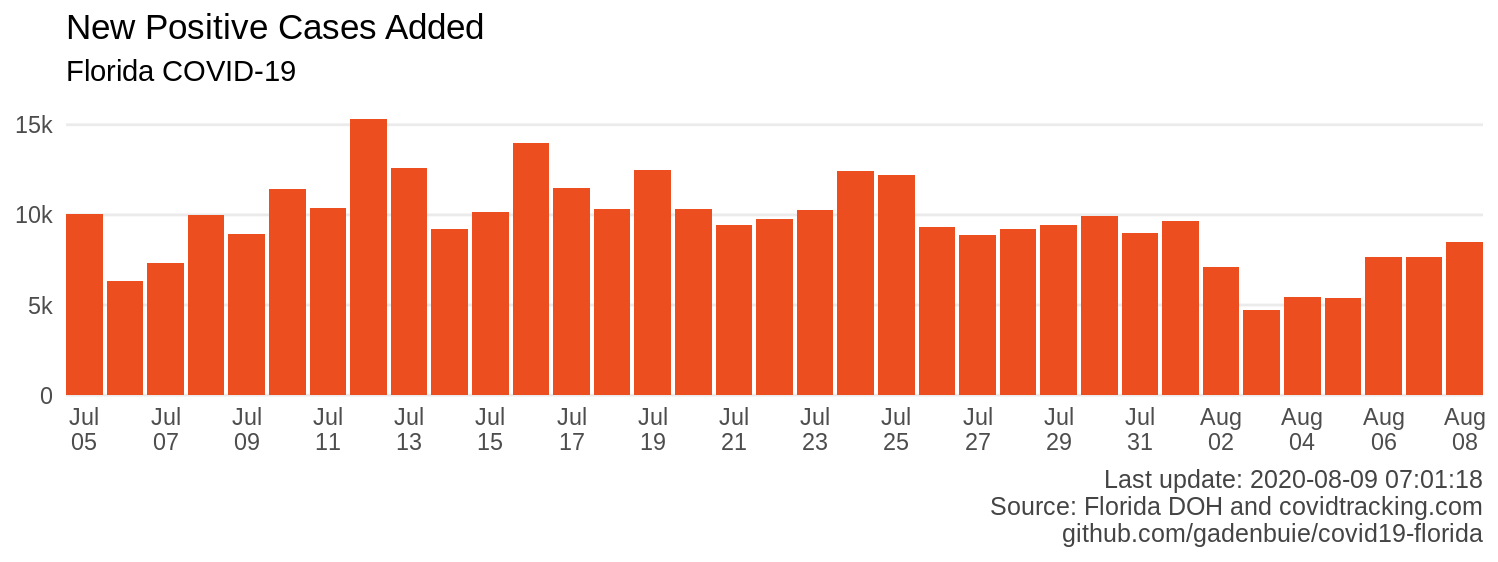 New Positive Cases Added
Florida COVID-19
15k
10k
5k
0
Jul Jul Jul Jul Jul Jul Jul Jul Jul Jul Jul Jul Jul Jul Aug Aug Aug Aug
05 07 09 11 13 15 17 19 21 23 25 27 29 31 02 04 06 08
Last update: 2020-08-09 07:01:18
Source: Florida DOH and covidtracking.com
github.com/gadenbuie/covid19-florida